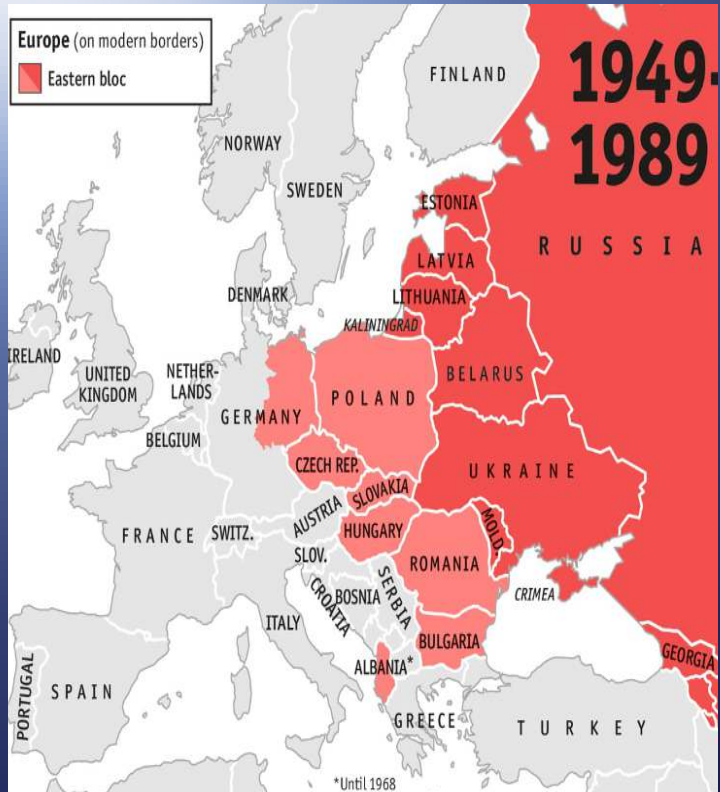 Europe (on modern borders)
Eastern bloc
1949-
1989
FINLAND
NORWAY
SWEDEN
ESTONIA
RUSSIA
LATVIA
DENMARK
LITHUANIA
KALININGRAD
IRELAND
UNITED
KINGDOM
NETHER-
LANDS
BELARUS
POLAND
GERMANY
BELGIUM
CZECH REP.
UKRAINE
SLOVAKIA
AUSTRIA
FRANCE
SWITZ.
HUNGARY
MOLD.
SLOV.
ROMANIA
CROATIA
BOSNIA
SERBIA
CRIMEA
ITALY
BULGARIA
GEORGIA
ALBANIA*
PORTUGAL
SPAIN
GREECE
TURKEY
*Until 1968